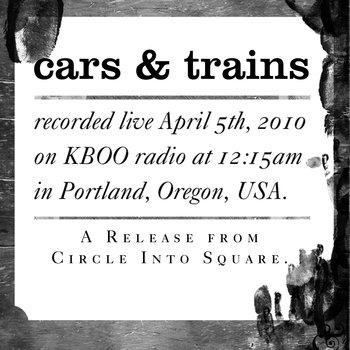 cars & trains
recorded live April 5th, 2010
on KBOO radio at 12:15am
in Portland, Oregon, USA.
A Release from
Circle Into Square.